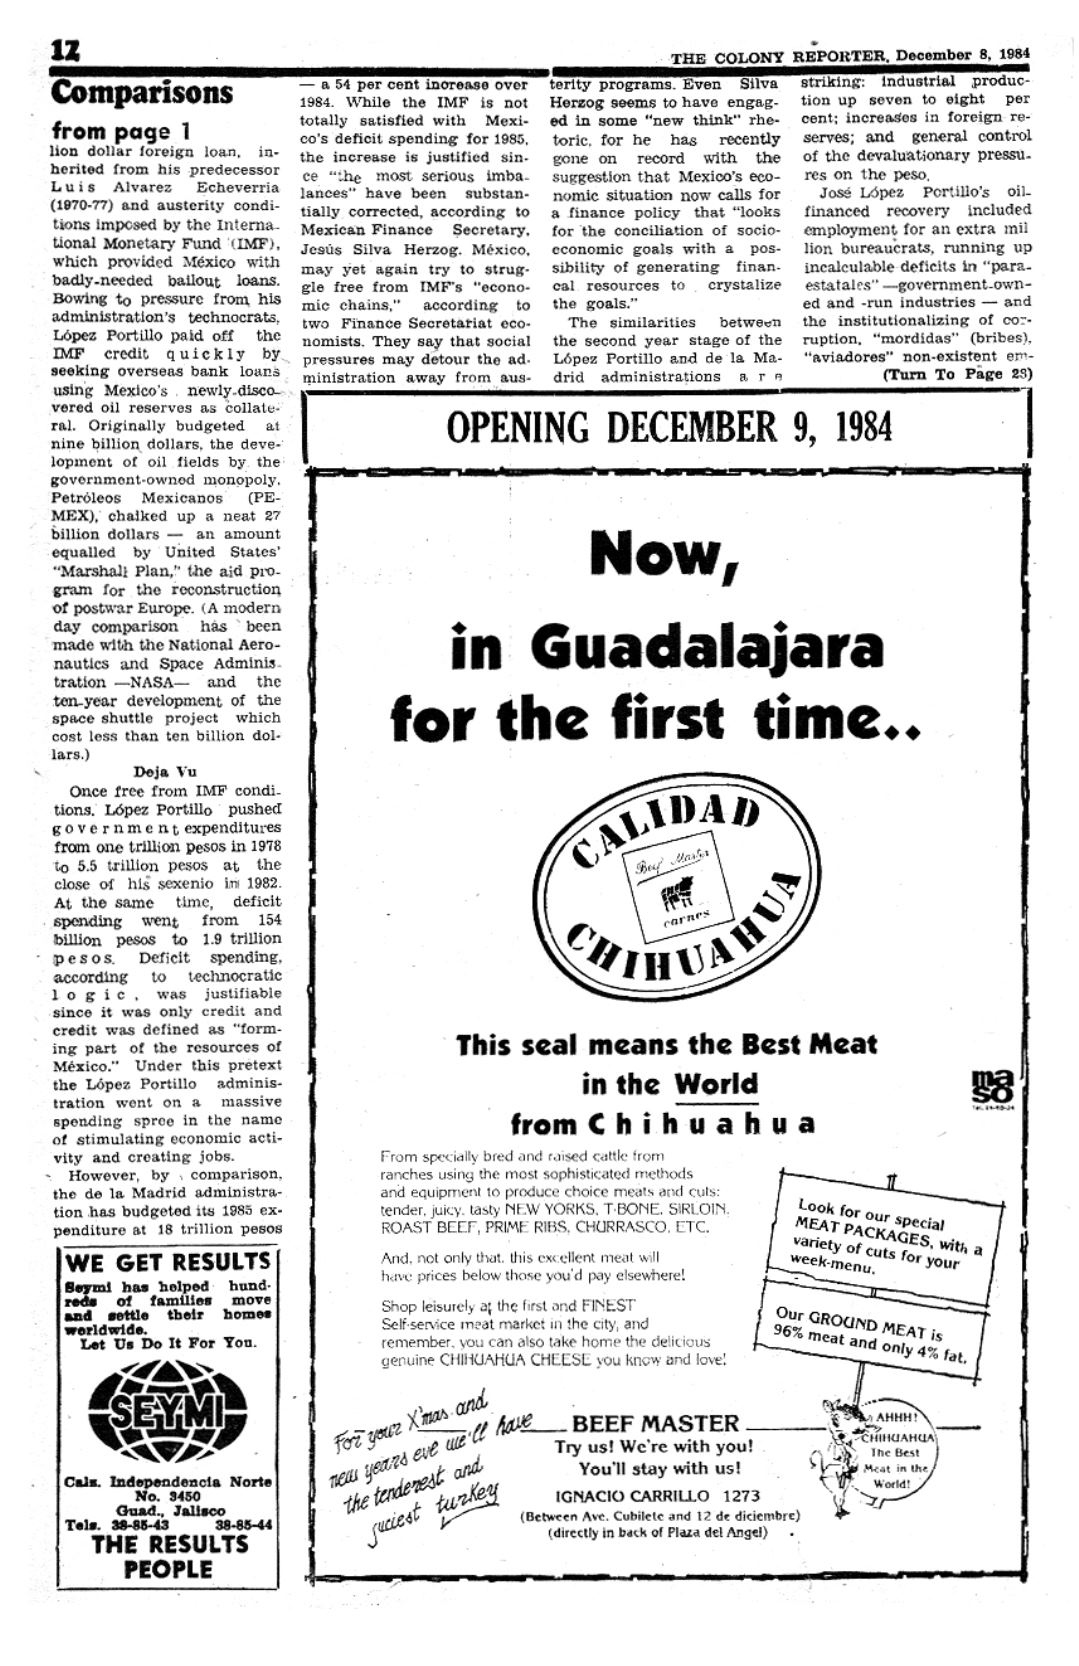 12
THE COLONY REPORTER, December 8, 1984
Comparisons
from page 1
lion dollar foreign loan, in-
herited from his predecessor
Luis Alvarez Echeverria
(1970-77) and austerity condi-
tions imposed by the Interna-
tional Monetary Fund (IMF),
which provided México with
badly-needed bailout loans.
Bowing to pressure from his
administration's technocrats,
López Portillo paid off the
IMF credit quickly by
seeking overseas bank loans
using Mexico's newly-disco-
vered oil reserves as collate-
ral. Originally budgeted at
nine billion dollars, the deve-
lopment of oil fields by the
government-owned monopoly,
Petróleos Mexicanos (PE-
MEX), chalked up a neat 27
billion dollars — an amount
equalled by United States'
"Marshall Plan," the aid pro-
gram for the reconstruction
of postwar Europe. (A modern
day comparison has been
made with the National Aero-
nautics and Space Adminis-
tration —NASA— and the
ten-year development of the
space shuttle project which
cost less than ten billion dol-
lars.)
Deja Vu
Once free from IMF condi-
tions, López Portillo pushed
government expenditures
from one trillion pesos in 1978
to 5.5 trillion pesos at the
close of his sexenio in 1982.
At the same time, deficit
spending went from 154
billion pesos to 1.9 trillion
pesos. Deficit spending,
according to technocratic
logic, was justifiable
since it was only credit and
credit was defined as "form-
ing part of the resources of
México." Under this pretext
the López Portillo adminis-
tration went on a massive
spending spree in the name
of stimulating economic acti-
vity and creating jobs.
However, by comparison,
the de la Madrid administra-
tion has budgeted its 1985 ex-
penditure at 18 trillion pesos
— a 54 per cent increase over
1984. While the IMF is not
totally satisfied with Mexi-
co's deficit spending for 1985,
the increase is justified sin-
ce "the most serious imba-
lances" have been substan-
tially corrected, according to
Mexican Finance Secretary,
Jesús Silva Herzog. México,
may yet again try to strug-
gle free from IMF's "econo-
mic chains," according to
two Finance Secretariat eco-
nomists. They say that social
pressures may detour the ad-
ministration away from aus-
terity programs. Even Silva
Herzog seems to have engag-
ed in some "new think" rhe-
toric, for he has recently
gone on record with the
suggestion that Mexico's eco-
nomic situation now calls for
a finance policy that "looks
for the conciliation of socio-
economic goals with a pos-
sibility of generating finan-
cal resources to crystalize
the goals."
The similarities between
the second year stage of the
López Portillo and de la Ma-
drid administrations are
striking: industrial produc-
tion up seven to eight per
cent; increases in foreign re-
serves; and general control
of the devaluationary pressu-
res on the peso.
José López Portillo's oil-
financed recovery included
employment for an extra mil
lion bureaucrats, running up
incalculable deficits in "para-
estatales" —government-own-
ed and -run industries — and
the institutionalizing of cor-
ruption, "mordidas" (bribes),
"aviadores" non-existent em-
(Turn To Page 23)
WE GET RESULTS
Seymi has helped hund-
reds of families move
and settle their homes
worldwide.
Let Us Do It For You.
SEYMI
Calz. Independencia Norte
No. 3450
Guad., Jalisco
Tels. 38-85-43 38-85-44
THE RESULTS
PEOPLE
OPENING DECEMBER 9, 1984
Now,
in Guadalajara
for the first time..
CALIDAD
Beef Master
carnes
CHIHUAHUA
This seal means the Best Meat
in the World
from Chihuahua
maso
From specially bred and raised cattle from
ranches using the most sophisticated methods
and equipment to produce choice meats and cuts:
tender, juicy, tasty NEW YORKS, T-BONE, SIRLOIN,
ROAST BEEF, PRIME RIBS, CHURRASCO, ETC.
And, not only that, this excellent meat will
have prices below those you'd pay elsewhere!
Shop leisurely at the first and FINEST
Self-service meat market in the city, and
remember, you can also take home the delicious
genuine CHIHUAHUA CHEESE you know and love!
Look for our special
MEAT PACKAGES, with a
variety of cuts for your
week-menu.
Our GROUND MEAT is
96% meat and only 4% fat.
For your X'mas and
new years eve we'll have
the tenderest and
juciest turkey
BEEF MASTER
Try us! We're with you!
You'll stay with us!
IGNACIO CARRILLO 1273
(Between Ave. Cubilete and 12 de diciembre)
(directly in back of Plaza del Angel)
AHHH!
CHIHUAHUA
The Best
Meat in the
World!